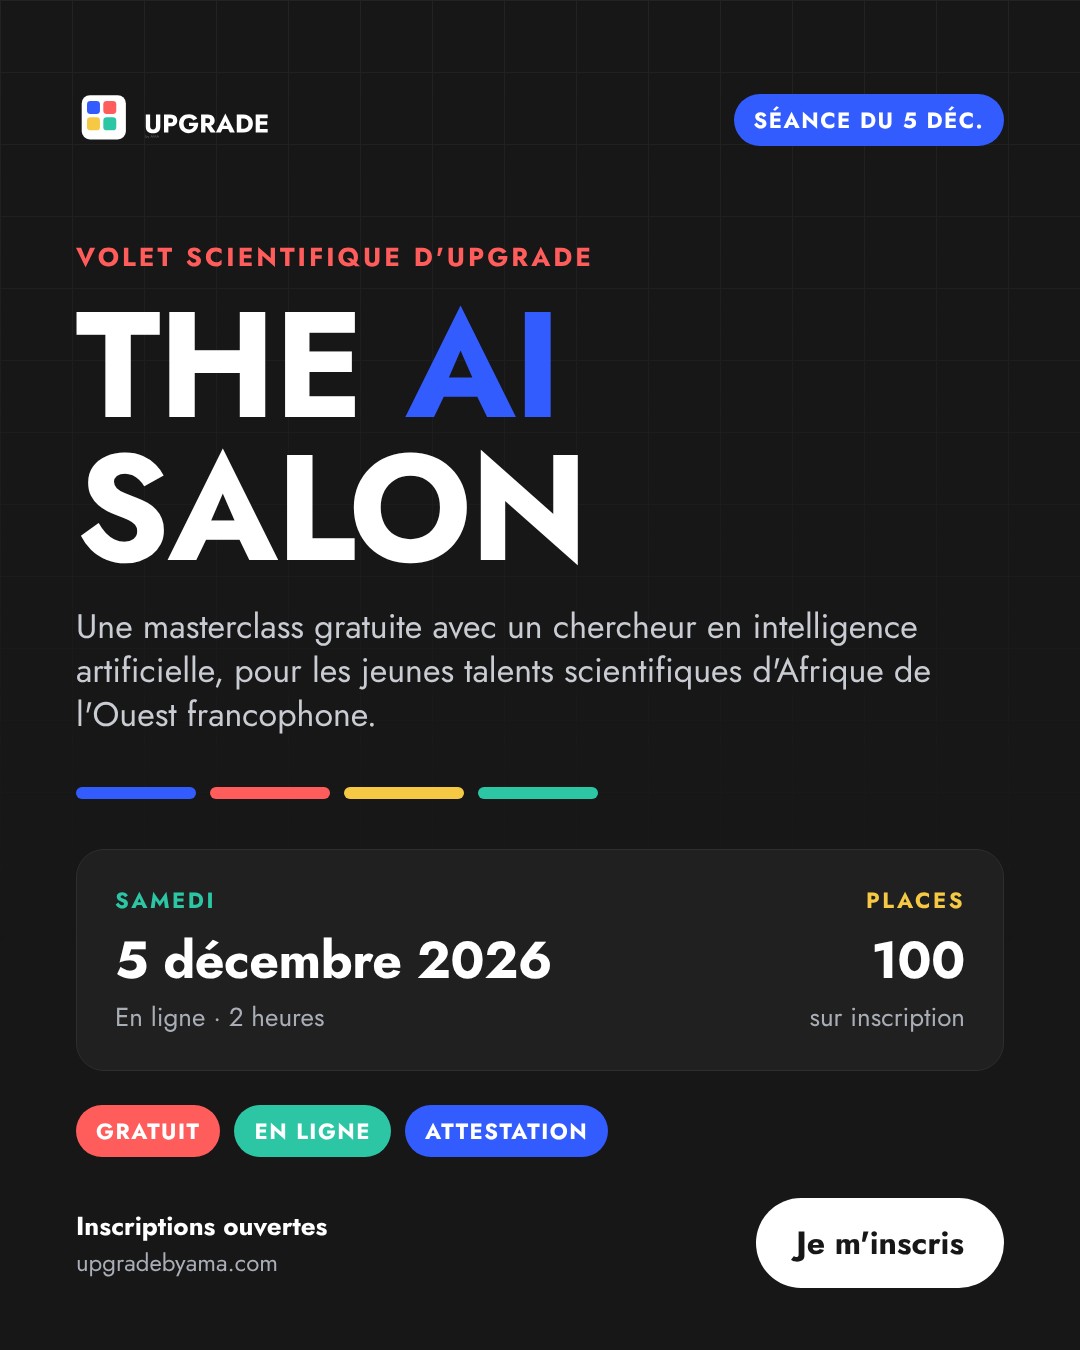 UPGRADE
SÉANCE DU 5 DÉC.
VOLET SCIENTIFIQUE D'UPGRADE
THE AI
SALON
Une masterclass gratuite avec un chercheur en intelligence
artificielle, pour les jeunes talents scientifiques d'Afrique de
l'Ouest francophone.
SAMEDI
PLACES
5 décembre 2026
100
En ligne · 2 heures
sur inscription
GRATUIT
EN LIGNE
ATTESTATION
Inscriptions ouvertes
upgradebyama.com
Je m'inscris